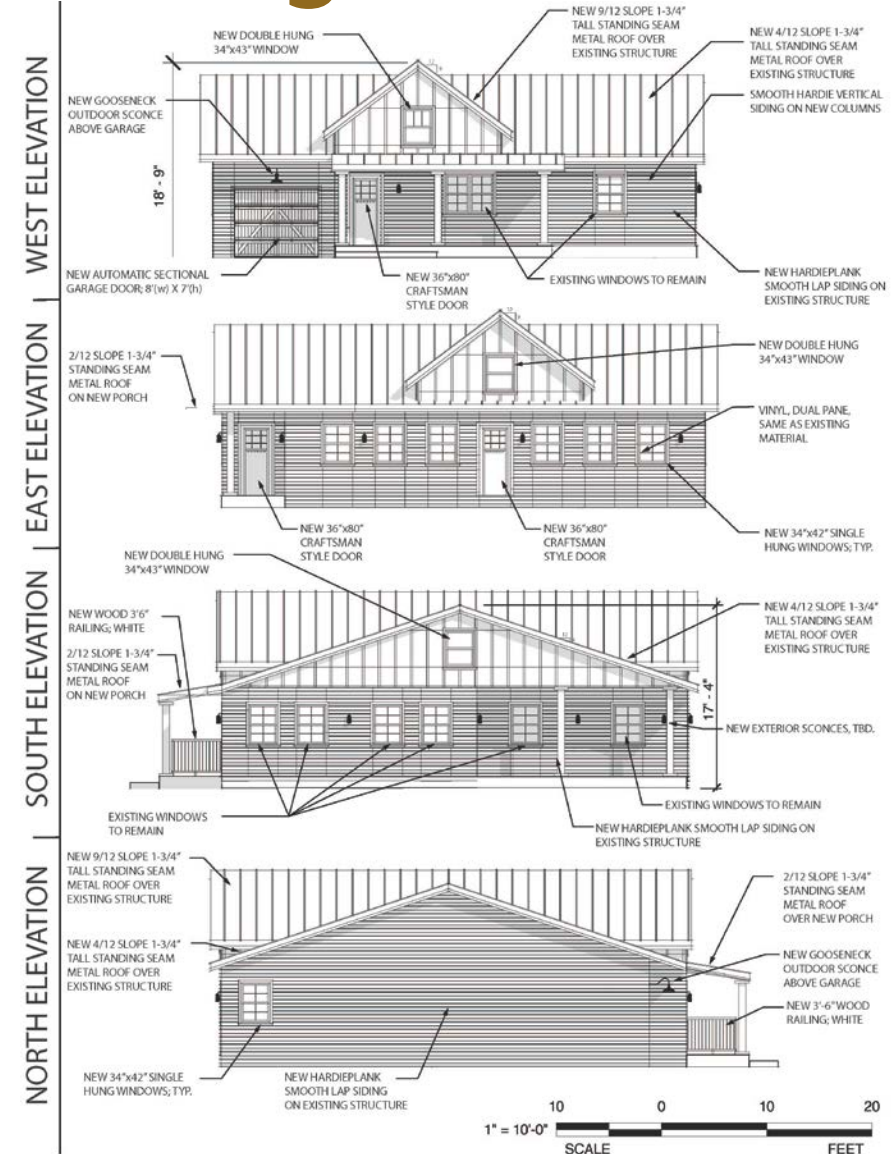 WEST ELEVATION
NEW DOUBLE HUNG
34"x43" WINDOW
NEW 9/12 SLOPE 1-3/4"
TALL STANDING SEAM
METAL ROOF OVER
EXISTING STRUCTURE
NEW 4/12 SLOPE 1-3/4"
TALL STANDING SEAM
METAL ROOF OVER
EXISTING STRUCTURE
NEW GOOSENECK
OUTDOOR SCONCE
ABOVE GARAGE
SMOOTH HARDIE VERTICAL
SIDING ON NEW COLUMNS
18' - 9"
NEW AUTOMATIC SECTIONAL
GARAGE DOOR; 8'(w) X 7'(h)
NEW 36"x80"
CRAFTSMAN
STYLE DOOR
EXISTING WINDOWS TO REMAIN
NEW HARDIEPLANK
SMOOTH LAP SIDING ON
EXISTING STRUCTURE
EAST ELEVATION
2/12 SLOPE 1-3/4"
STANDING SEAM
METAL ROOF
ON NEW PORCH
NEW DOUBLE HUNG
34"x43" WINDOW
VINYL, DUAL PANE,
SAME AS EXISTING
MATERIAL
NEW 36"x80"
CRAFTSMAN
STYLE DOOR
NEW 36"x80"
CRAFTSMAN
STYLE DOOR
NEW 34"x42" SINGLE
HUNG WINDOWS; TYP.
SOUTH ELEVATION
NEW DOUBLE HUNG
34"x43" WINDOW
NEW WOOD 3'6"
RAILING; WHITE
2/12 SLOPE 1-3/4"
STANDING SEAM
METAL ROOF
ON NEW PORCH
NEW 4/12 SLOPE 1-3/4"
TALL STANDING SEAM
METAL ROOF OVER
EXISTING STRUCTURE
17' - 4"
NEW EXTERIOR SCONCES, TBD.
EXISTING WINDOWS
TO REMAIN
EXISTING WINDOWS TO REMAIN
NEW HARDIEPLANK SMOOTH LAP SIDING ON
EXISTING STRUCTURE
NORTH ELEVATION
NEW 9/12 SLOPE 1-3/4"
TALL STANDING SEAM
METAL ROOF OVER
EXISTING STRUCTURE
NEW 4/12 SLOPE 1-3/4"
TALL STANDING SEAM
METAL ROOF OVER
EXISTING STRUCTURE
2/12 SLOPE 1-3/4"
STANDING SEAM
METAL ROOF
OVER NEW PORCH
NEW GOOSENECK
OUTDOOR SCONCE
ABOVE GARAGE
NEW 3'-6" WOOD
RAILING; WHITE
NEW 34"x42" SINGLE
HUNG WINDOWS; TYP.
NEW HARDIEPLANK
SMOOTH LAP SIDING
ON EXISTING STRUCTURE
10 0 10 20
1" = 10'-0"
SCALE FEET